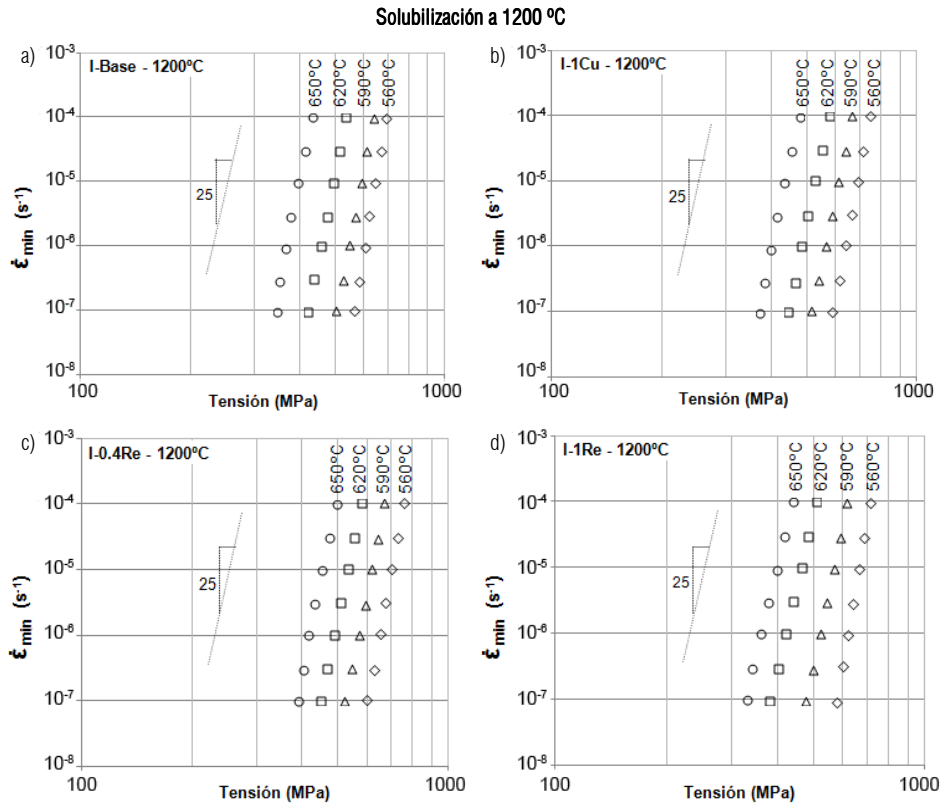 Solubilización a 1200 ºC
a)
I-Base - 1200ºC
650ºC
620ºC
590ºC
560ºC
10⁻³
10⁻⁴
10⁻⁵
10⁻⁶
10⁻⁷
10⁻⁸
ε̇min (s⁻¹)
25
100
1000
Tensión (MPa)
b)
I-1Cu - 1200ºC
650ºC
620ºC
590ºC
560ºC
10⁻³
10⁻⁴
10⁻⁵
10⁻⁶
10⁻⁷
10⁻⁸
ε̇min (s⁻¹)
25
100
1000
Tensión (MPa)
c)
I-0.4Re - 1200ºC
650ºC
620ºC
590ºC
560ºC
10⁻³
10⁻⁴
10⁻⁵
10⁻⁶
10⁻⁷
10⁻⁸
ε̇min (s⁻¹)
25
100
1000
Tensión (MPa)
d)
I-1Re - 1200ºC
650ºC
620ºC
590ºC
560ºC
10⁻³
10⁻⁴
10⁻⁵
10⁻⁶
10⁻⁷
10⁻⁸
ε̇min (s⁻¹)
25
100
1000
Tensión (MPa)